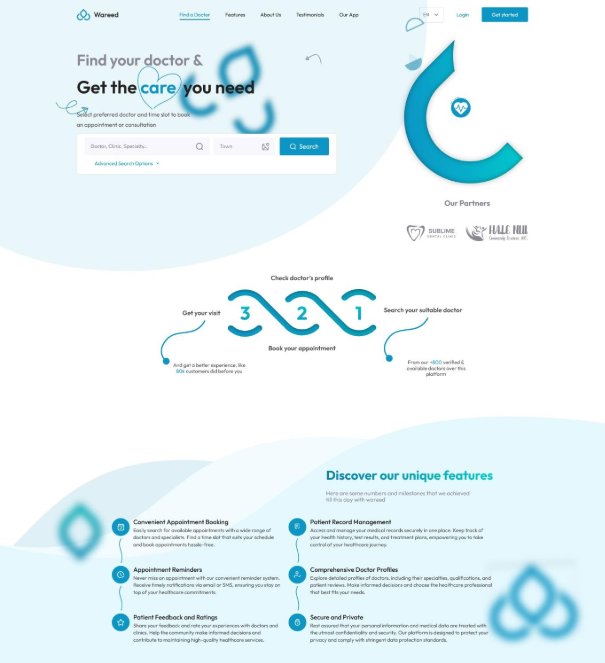 Wareed
Find a Doctor
Features
About Us
Testimonials
Our App
EN
Login
Get started
Find your doctor &
Get the care you need
Select preferred doctor and time slot to book
an appointment or consultation
Doctor, Clinic, Specialty..
Town
Search
Advanced Search Options
Our Partners
SUBLIME
DENTAL CLINIC
HALE NUI
Check doctor's profile
Get your visit
3 2 1
Search your suitable doctor
Book your appointment
And get a better experience, like
80k customers did before you
From our +800 verified &
available doctors over this
platform
Discover our unique features
Here are some numbers and milestones that we achieved
till this day with wareed
Convenient Appointment Booking
Easily search for available appointments with a wide range of
doctors and specialists. Find a time slot that suits your schedule
and book appointments hassle-free.
Patient Record Management
Access and manage your medical records securely in one place. Keep track of
your health history, test results, and treatment plans, empowering you to take
control of your healthcare journey.
Appointment Reminders
Never miss an appointment with our convenient reminder system.
Receive timely notifications via email or SMS, ensuring you stay on
top of your healthcare commitments.
Comprehensive Doctor Profiles
Explore detailed profiles of doctors, including their specialties, qualifications, and
patient reviews. Make informed decisions and choose the healthcare professional
that best fits your needs.
Patient Feedback and Ratings
Share your feedback and rate your experiences with doctors and
clinics. Help the community make informed decisions and
contribute to maintaining high-quality healthcare services.
Secure and Private
Rest assured that your personal information and medical data are treated with
the utmost confidentiality and security. Our platform is designed to protect your
privacy and comply with stringent data protection standards.